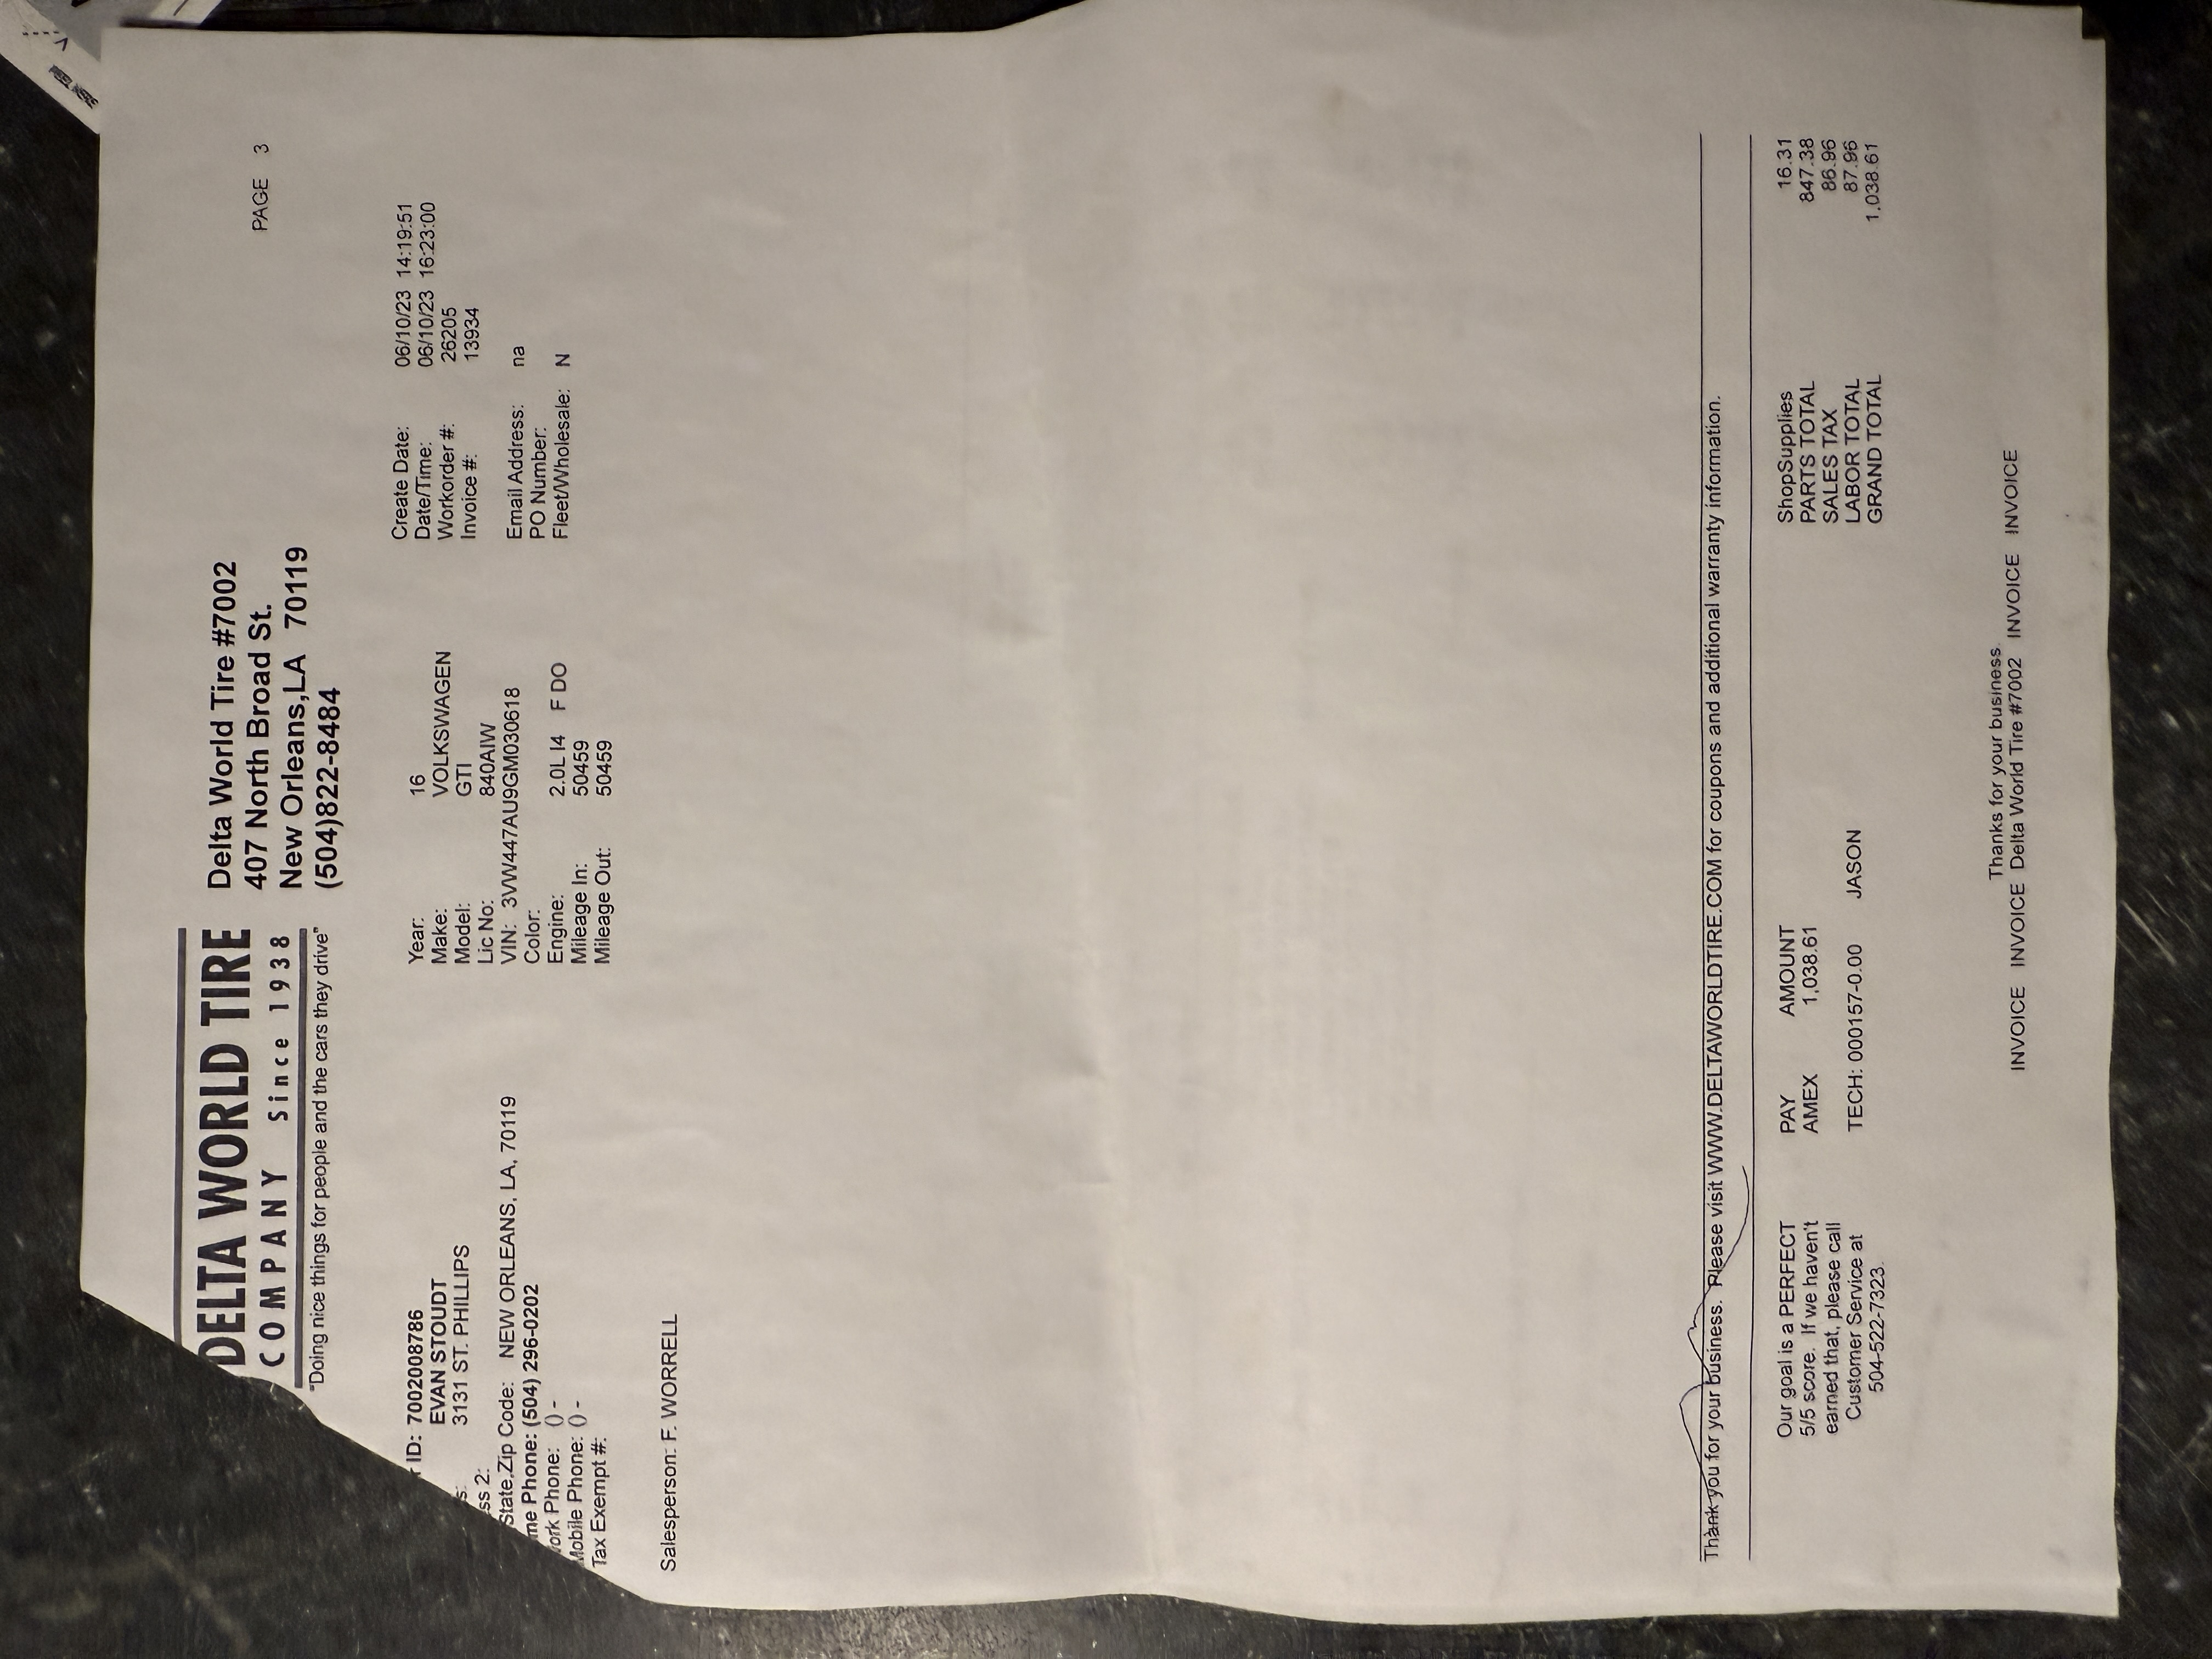 DELTA WORLD TIRE
COMPANY Since 1938
"Doing nice things for people and the cars they drive"
Delta World Tire #7002
407 North Broad St.
New Orleans,LA 70119
(504)822-8484
PAGE 3
r ID: 7002008786
EVAN STOUDT
s: 3131 ST. PHILLIPS
ss 2:
State,Zip Code: NEW ORLEANS, LA, 70119
me Phone: (504) 296-0202
ork Phone: () -
Mobile Phone: () -
Tax Exempt #:
Year: 16
Make: VOLKSWAGEN
Model: GTI
Lic No: 840AIW
VIN: 3VW447AU9GM030618
Color:
Engine: 2.0L I4 F DO
Mileage In: 50459
Mileage Out: 50459
Create Date: 06/10/23 14:19:51
Date/Time: 06/10/23 16:23:00
Workorder #: 26205
Invoice #: 13934
Email Address: na
PO Number:
Fleet/Wholesale: N
Salesperson: F. WORRELL
Thank you for your business. Please visit WWW.DELTAWORLDTIRE.COM for coupons and additional warranty information.
Our goal is a PERFECT
5/5 score. If we haven't
earned that, please call
Customer Service at
504-522-7323.
PAY AMOUNT
AMEX 1,038.61
TECH: 000157-0.00 JASON
ShopSupplies 16.31
PARTS TOTAL 847.38
SALES TAX 86.96
LABOR TOTAL 87.96
GRAND TOTAL 1,038.61
Thanks for your business.
INVOICE INVOICE Delta World Tire #7002 INVOICE INVOICE